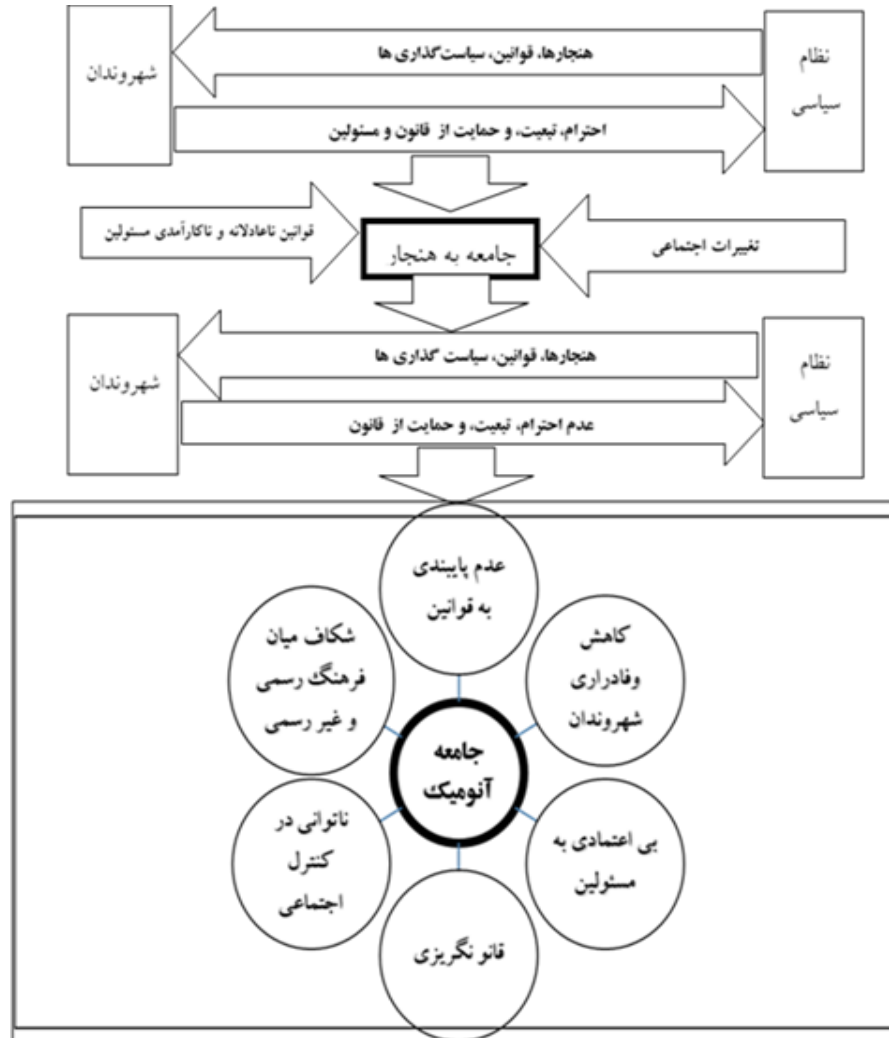 نظام
سیاسی
هنجارها، قوانین، سیاست‌گذاری ها
شهروندان
احترام، تبعیت، و حمایت از قانون و مسئولین
تغییرات اجتماعی
جامعه به هنجار
قوانین ناعادلانه و ناکارآمدی مسئولین
نظام
سیاسی
هنجارها، قوانین، سیاست گذاری ها
شهروندان
عدم احترام، تبعیت، و حمایت از قانون
عدم پایبندی
به قوانین
کاهش
وفادراری
شهروندان
شکاف میان
فرهنگ رسمی
و غیر رسمی
جامعه
آنومیک
بی اعتمادی به
مسئولین
ناتوانی در
کنترل
اجتماعی
قانو نگریزی